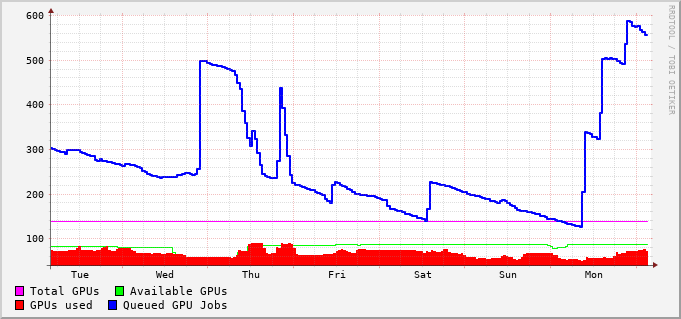 600
500
400
300
200
100
Tue Wed Thu Fri Sat Sun Mon
Total GPUs Available GPUs
GPUs used Queued GPU Jobs
RRDTOOL / TOBI OETIKER